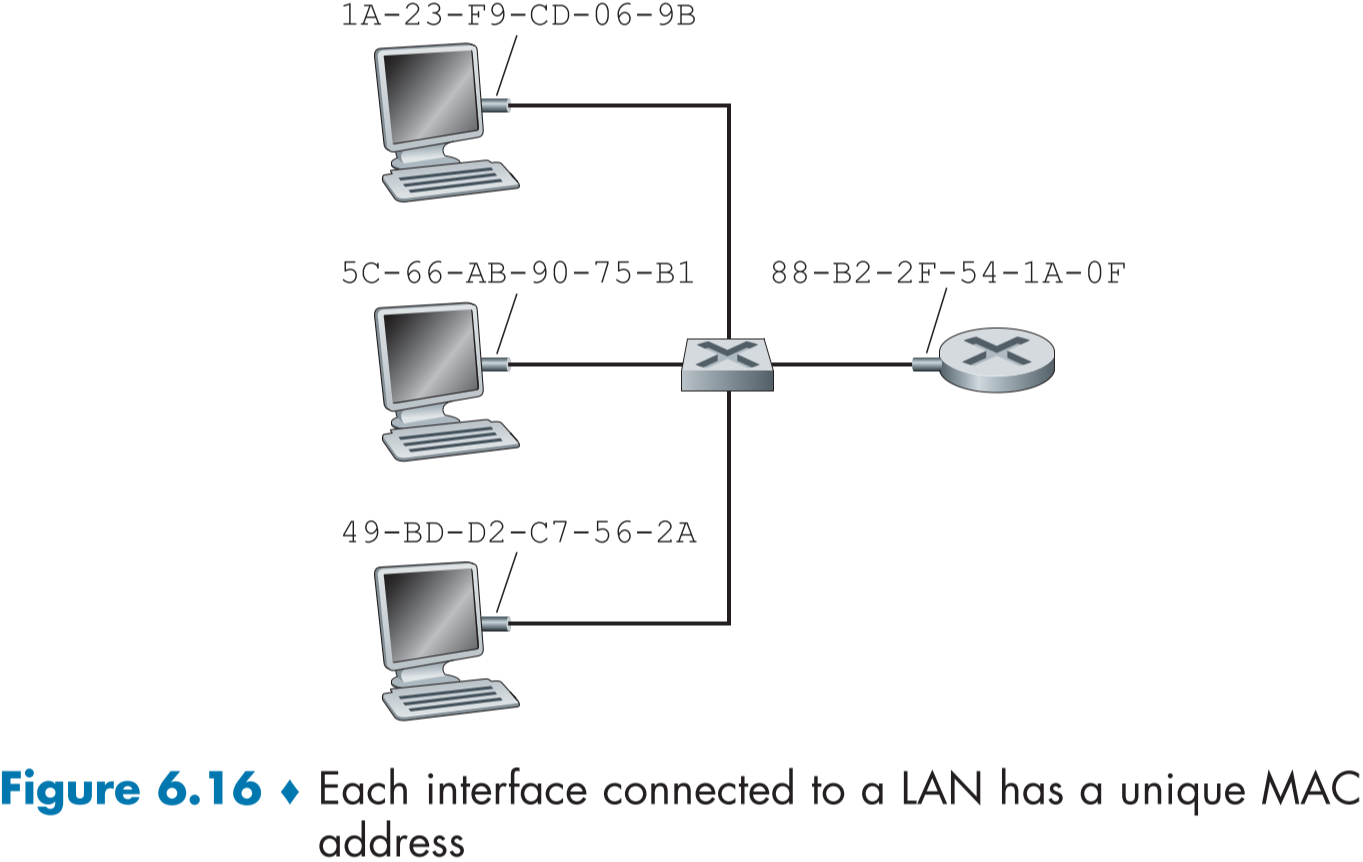 1A-23-F9-CD-06-9B
5C-66-AB-90-75-B1
88-B2-2F-54-1A-0F
49-BD-D2-C7-56-2A
Figure 6.16 ♦ Each interface connected to a LAN has a unique MAC
address